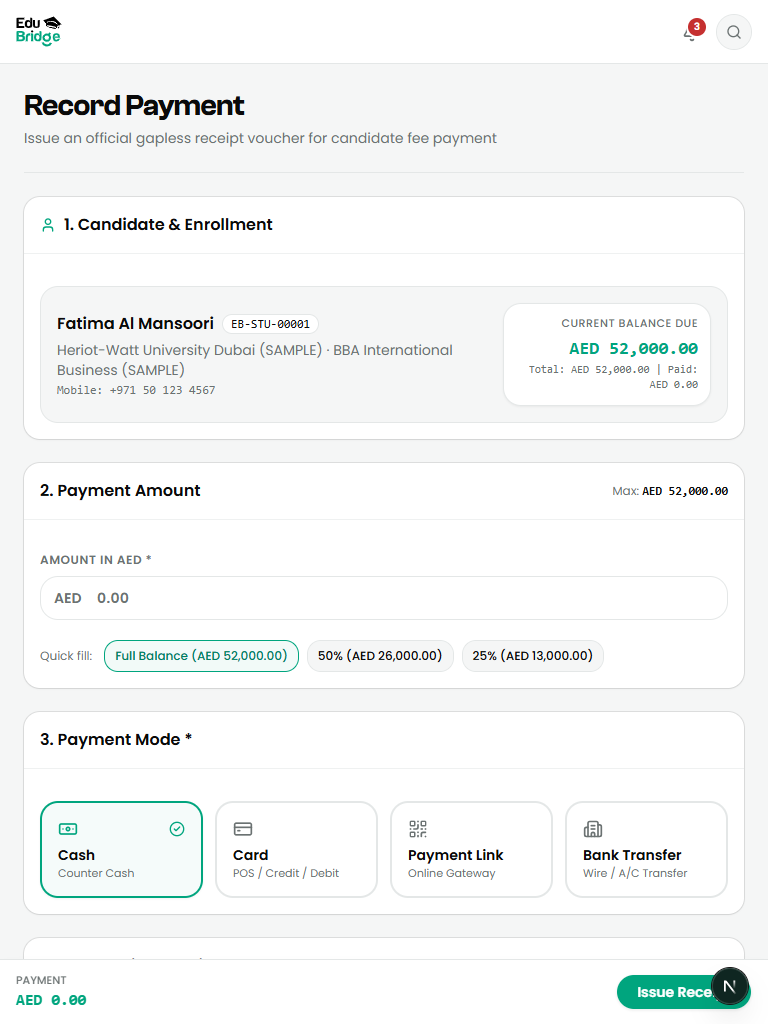 Edu
Bridge
3
Record Payment
Issue an official gapless receipt voucher for candidate fee payment
1. Candidate & Enrollment
Fatima Al Mansoori EB-STU-00001
Heriot-Watt University Dubai (SAMPLE) · BBA International
Business (SAMPLE)
Mobile: +971 50 123 4567
CURRENT BALANCE DUE
AED 52,000.00
Total: AED 52,000.00 | Paid:
AED 0.00
2. Payment Amount
Max: AED 52,000.00
AMOUNT IN AED *
AED 0.00
Quick fill: Full Balance (AED 52,000.00) 50% (AED 26,000.00) 25% (AED 13,000.00)
3. Payment Mode *
Cash
Counter Cash
Card
POS / Credit / Debit
Payment Link
Online Gateway
Bank Transfer
Wire / A/C Transfer
PAYMENT
AED 0.00
Issue Rece
N